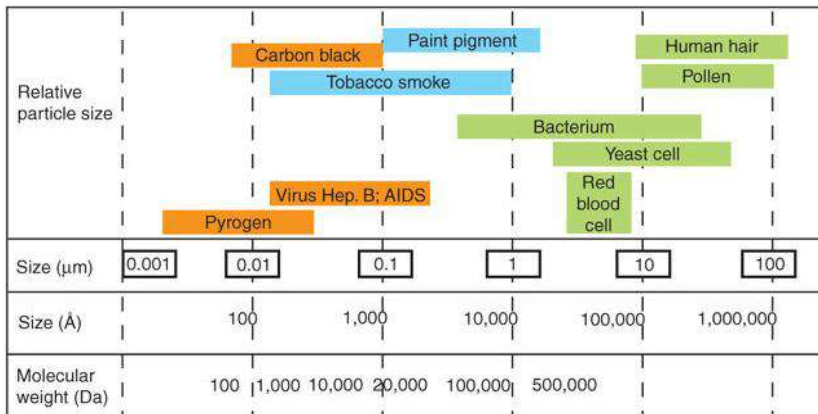 Relative
particle size
Paint pigment
Human hair
Carbon black
Pollen
Tobacco smoke
Bacterium
Yeast cell
Virus Hep. B; AIDS
Red
blood
cell
Pyrogen
Size (μm) 0.001 0.01 0.1 1 10 100
Size (Å) 100 1,000 10,000 100,000 1,000,000
Molecular
weight (Da) 100 1,000 10,000 20,000 100,000 500,000